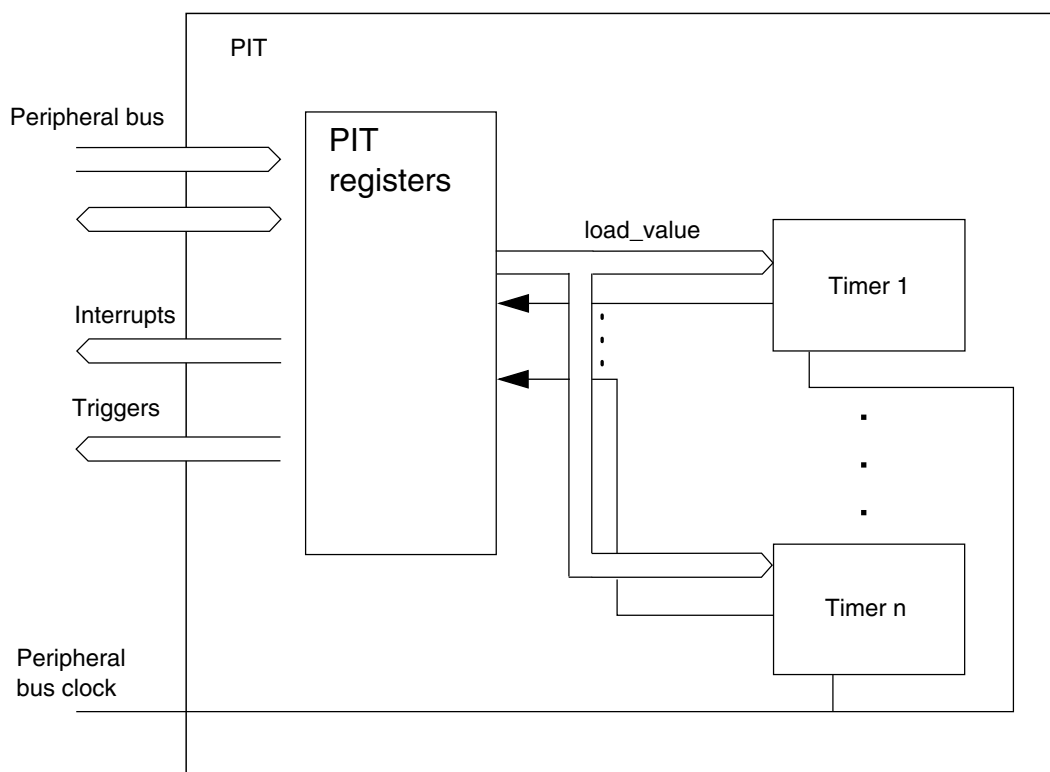 PIT
Peripheral bus
PIT
registers
load_value
Timer 1
Interrupts
Triggers
Timer n
Peripheral
bus clock